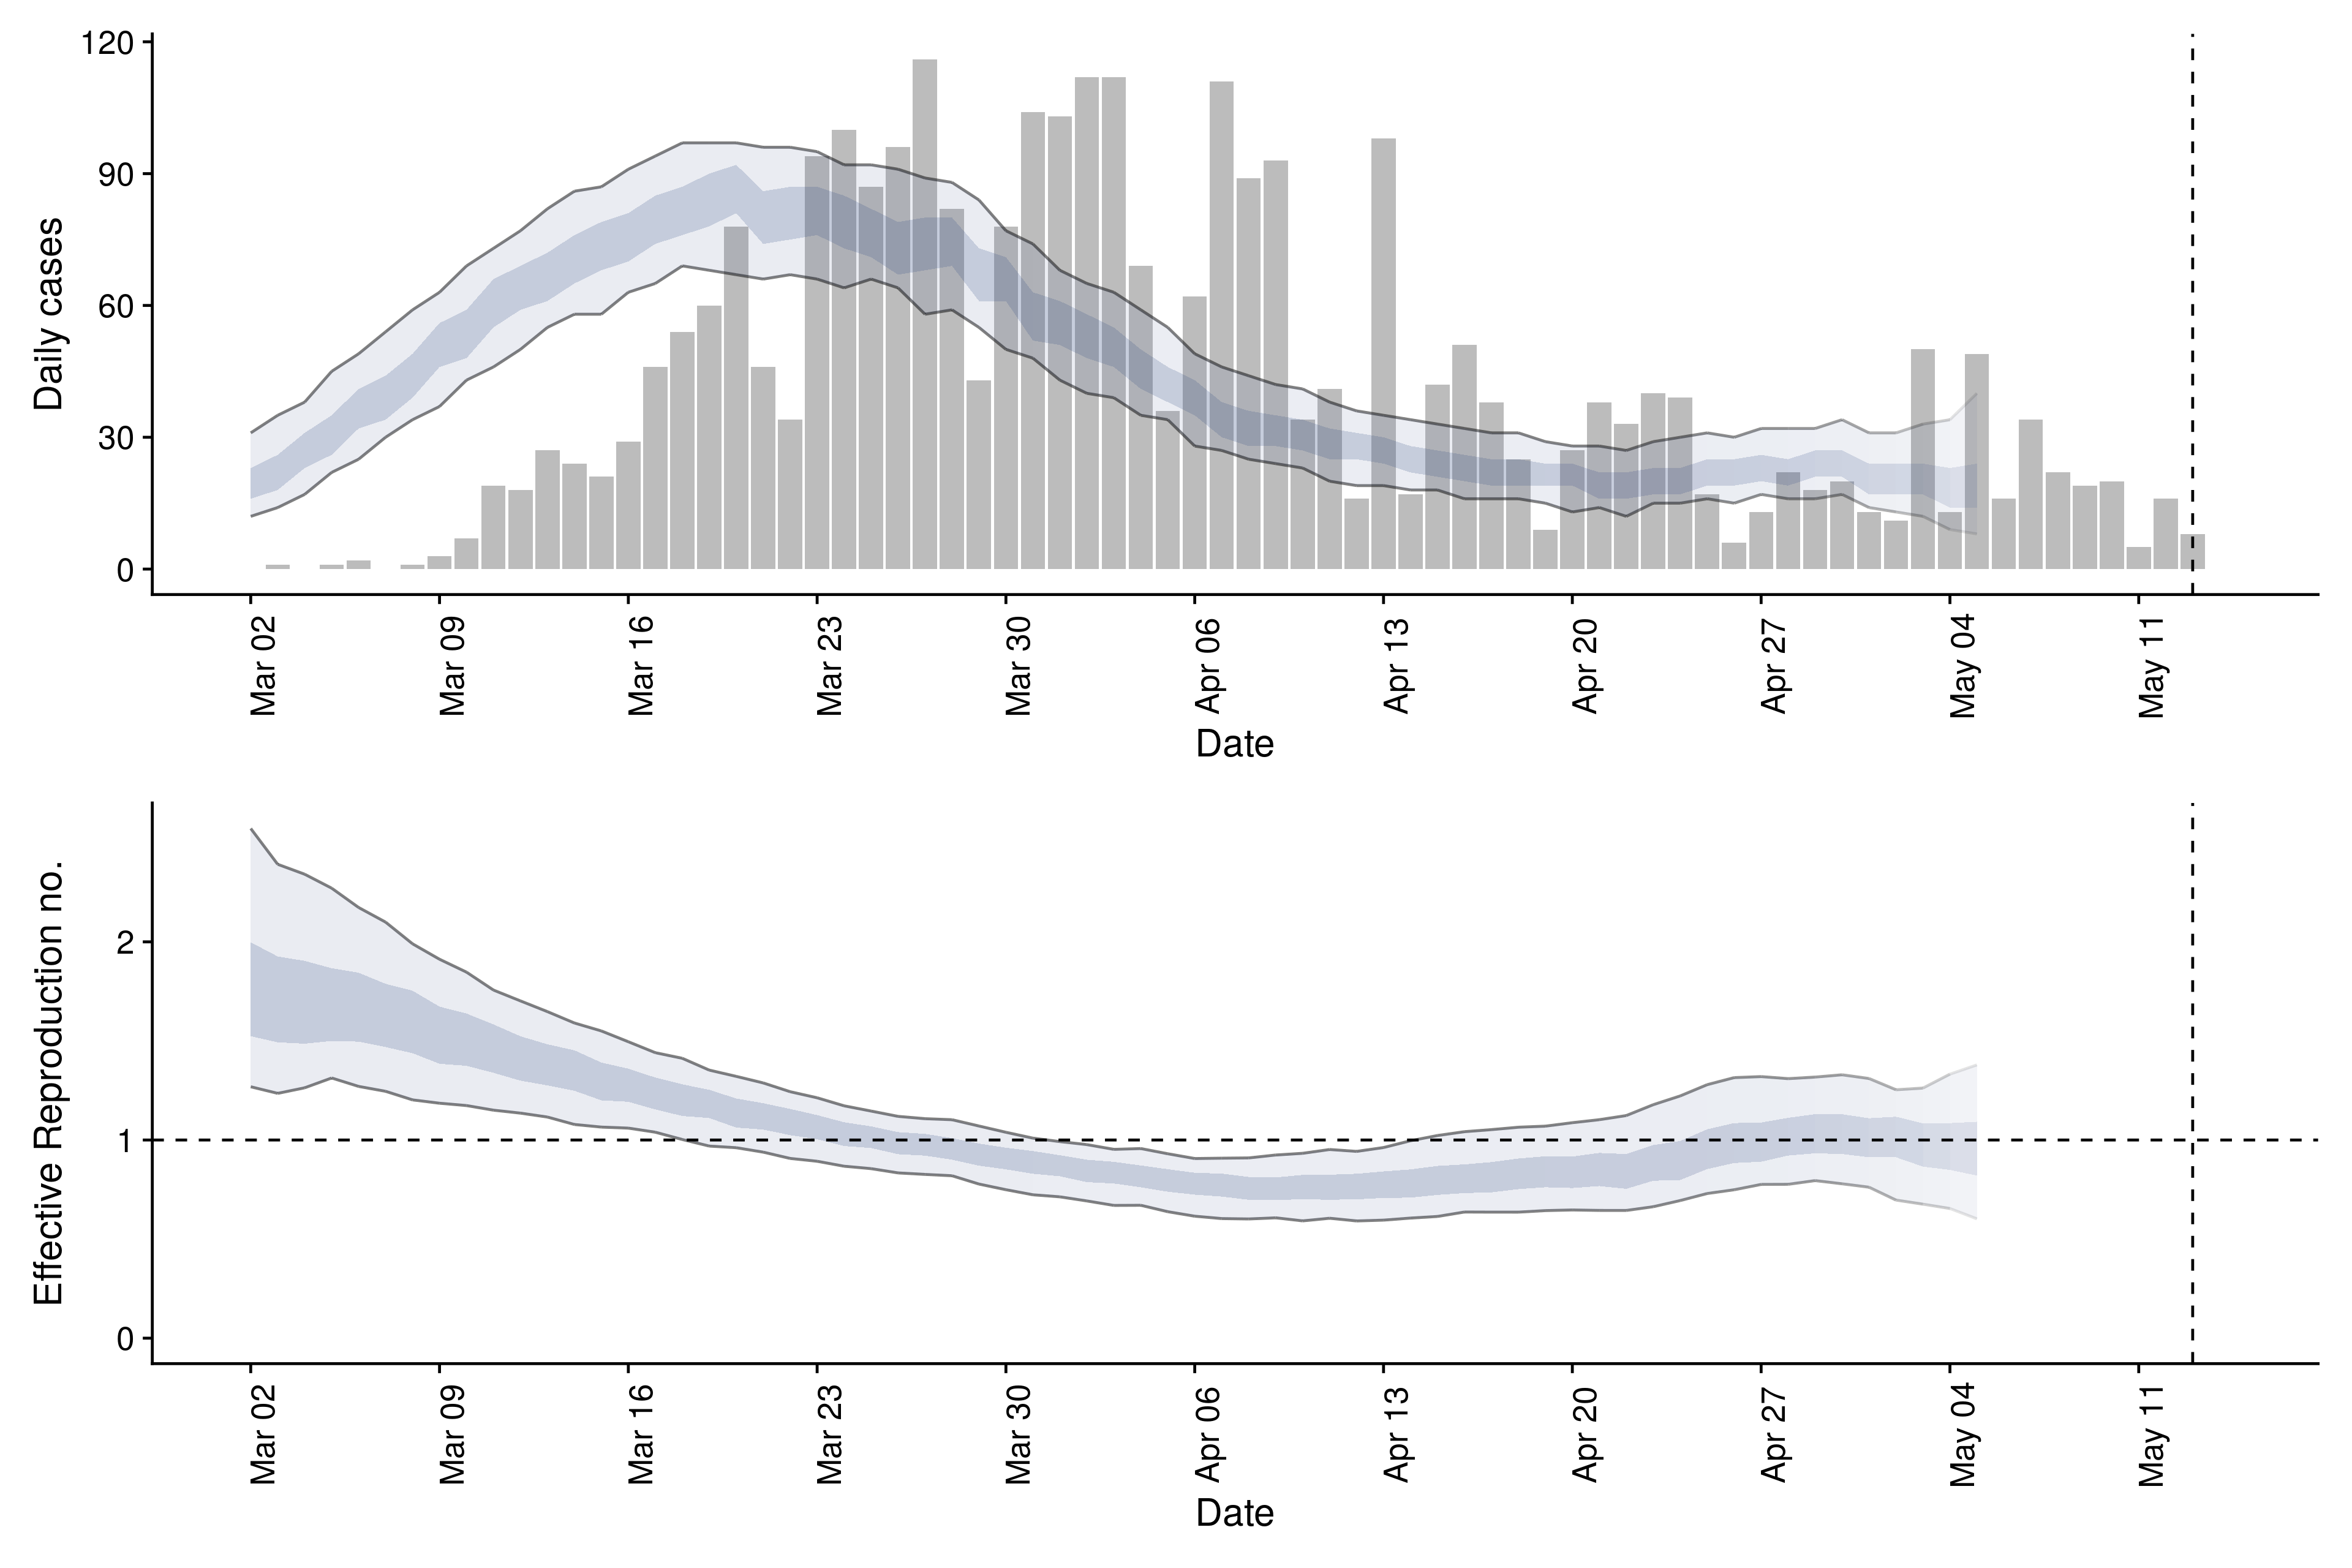 Daily cases
120
90
60
30
0
Mar 02
Mar 09
Mar 16
Mar 23
Mar 30
Apr 06
Apr 13
Apr 20
Apr 27
May 04
May 11
Date
Effective Reproduction no.
2
1
0
Mar 02
Mar 09
Mar 16
Mar 23
Mar 30
Apr 06
Apr 13
Apr 20
Apr 27
May 04
May 11
Date